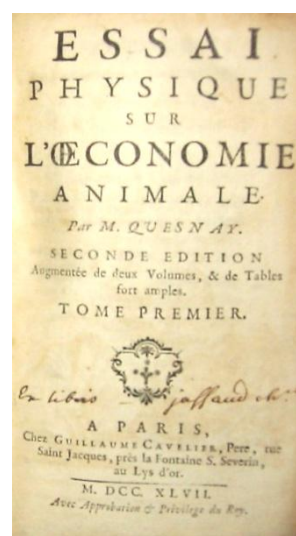 ESSAI
PHYSIQUE
SUR
L'ŒCONOMIE
ANIMALE.
Par M. QUESNAY.
SECONDE EDITION
Augmentée de deux Volumes, & de Tables
fort amples.
TOME PREMIER.
Ex libris
A PARIS,
Chez GUILLAUME CAVELIER, Pere, rue
Saint Jacques, près la Fontaine S. Severin,
au Lys d'or.
M. DCC. XLVII.
Avec Approbation & Privilege du Roy.